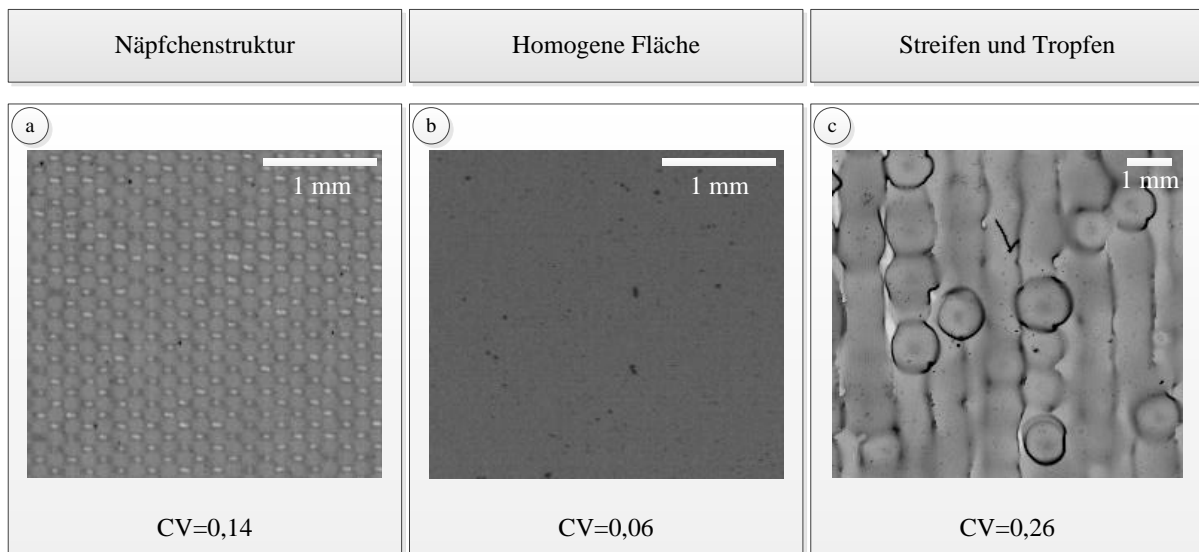 Näpfchenstruktur
Homogene Fläche
Streifen und Tropfen
a
b
c
1 mm
1 mm
1 mm
CV=0,14
CV=0,06
CV=0,26